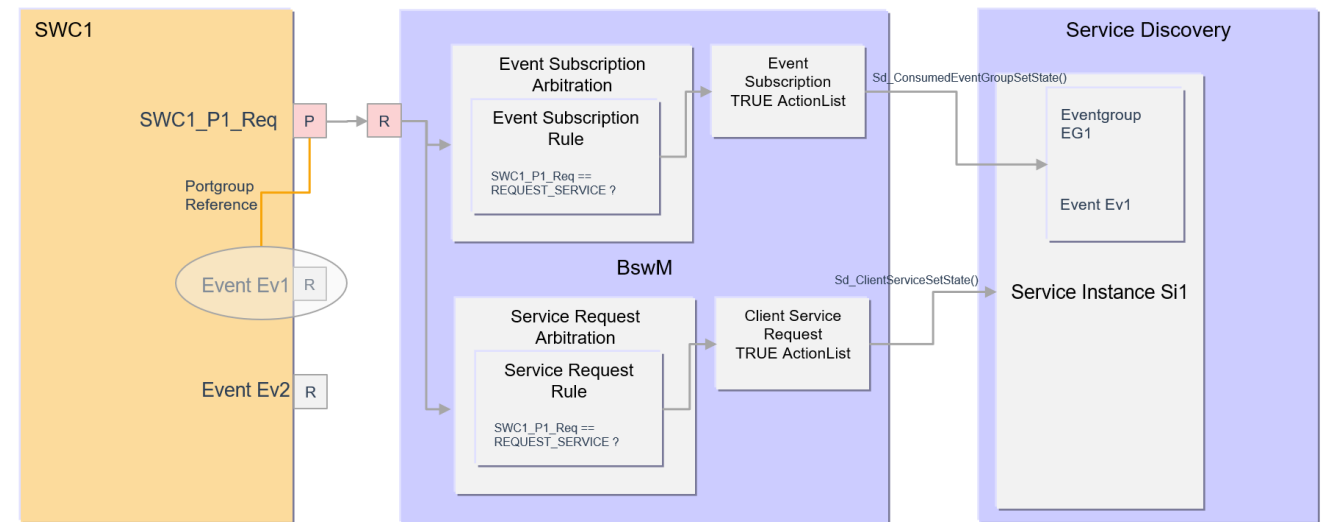 SWC1
SWC1_P1_Req
P
R
Portgroup
Reference
Event Ev1
R
Event Ev2
R
Event Subscription
Arbitration
Event Subscription
Rule
SWC1_P1_Req ==
REQUEST_SERVICE ?
Event
Subscription
TRUE ActionList
BswM
Service Request
Arbitration
Service Request
Rule
SWC1_P1_Req ==
REQUEST_SERVICE ?
Client Service
Request
TRUE ActionList
Sd_ConsumedEventGroupSetState()
Sd_ClientServiceSetState()
Service Discovery
Eventgroup
EG1
Event Ev1
Service Instance Si1